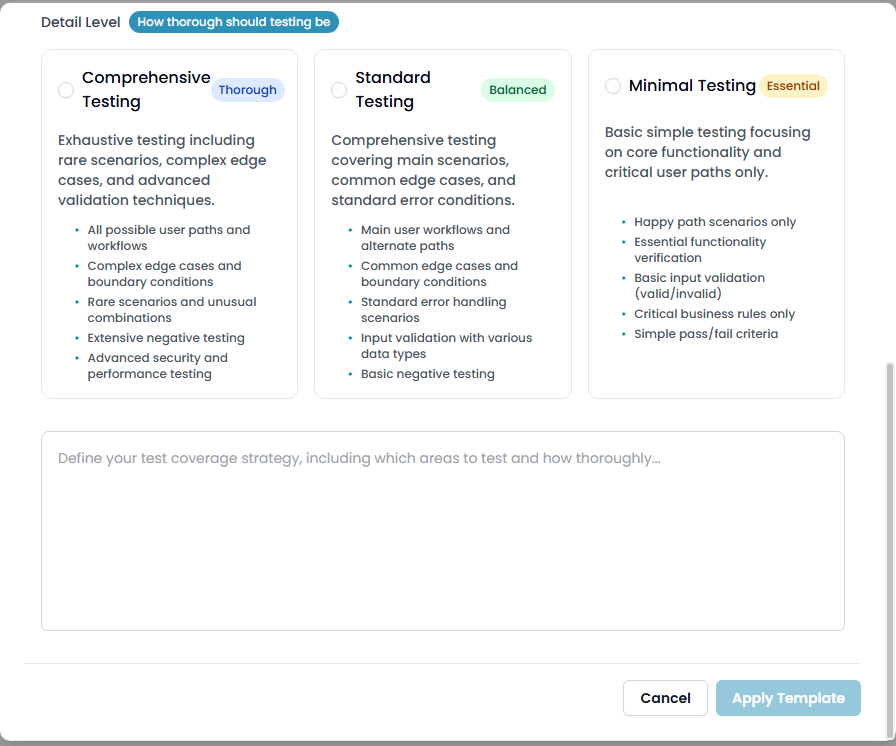 Detail Level How thorough should testing be
Comprehensive
Testing
Thorough
Exhaustive testing including
rare scenarios, complex edge
cases, and advanced
validation techniques.
• All possible user paths and
workflows
• Complex edge cases and
boundary conditions
• Rare scenarios and unusual
combinations
• Extensive negative testing
• Advanced security and
performance testing
Standard
Testing
Balanced
Comprehensive testing
covering main scenarios,
common edge cases, and
standard error conditions.
• Main user workflows and
alternate paths
• Common edge cases and
boundary conditions
• Standard error handling
scenarios
• Input validation with various
data types
• Basic negative testing
Minimal Testing Essential
Basic simple testing focusing
on core functionality and
critical user paths only.
• Happy path scenarios only
• Essential functionality
verification
• Basic input validation
(valid/invalid)
• Critical business rules only
• Simple pass/fail criteria
Define your test coverage strategy, including which areas to test and how thoroughly...
Cancel Apply Template